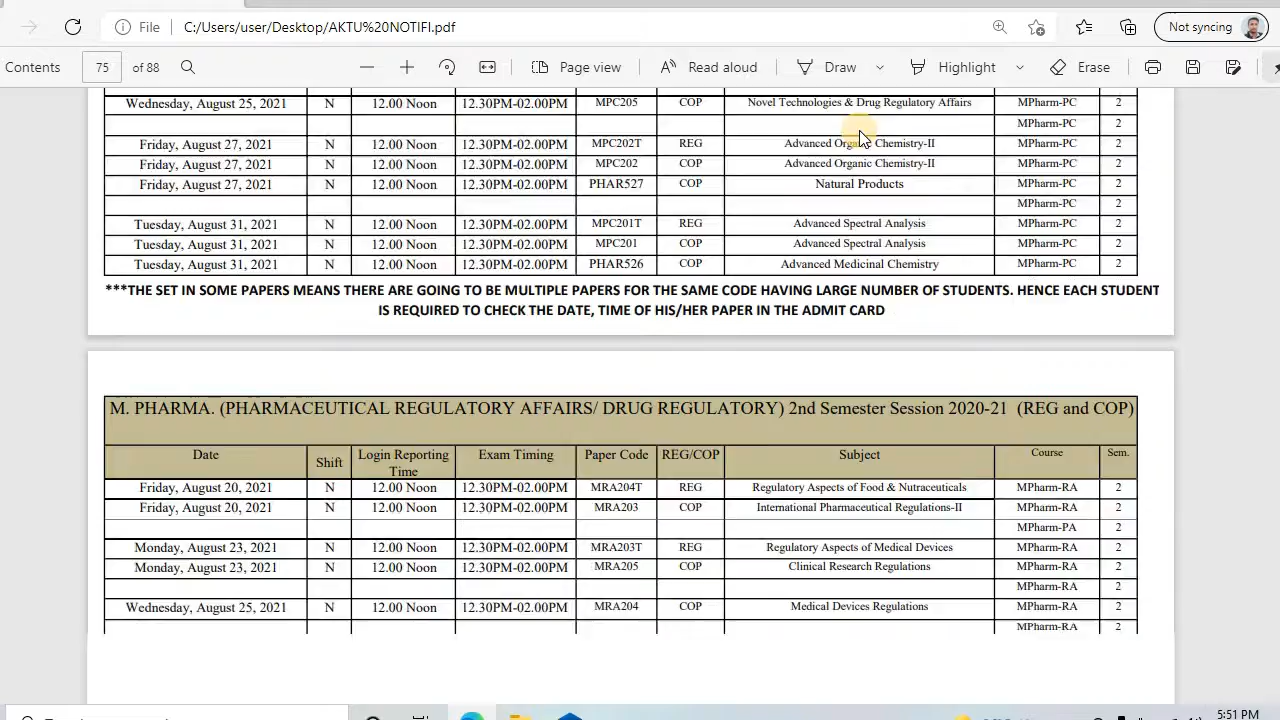 File C:/Users/user/Desktop/AKTU%20NOTIFI.pdf Not syncing
Contents 75 of 88 Page view Read aloud Draw Highlight Erase
Wednesday, August 25, 2021 N 12.00 Noon 12.30PM-02.00PM MPC205 COP Novel Technologies & Drug Regulatory Affairs MPharm-PC 2
MPharm-PC 2
Friday, August 27, 2021 N 12.00 Noon 12.30PM-02.00PM MPC202T REG Advanced Organic Chemistry-II MPharm-PC 2
Friday, August 27, 2021 N 12.00 Noon 12.30PM-02.00PM MPC202 COP Advanced Organic Chemistry-II MPharm-PC 2
Friday, August 27, 2021 N 12.00 Noon 12.30PM-02.00PM PHAR527 COP Natural Products MPharm-PC 2
MPharm-PC 2
Tuesday, August 31, 2021 N 12.00 Noon 12.30PM-02.00PM MPC201T REG Advanced Spectral Analysis MPharm-PC 2
Tuesday, August 31, 2021 N 12.00 Noon 12.30PM-02.00PM MPC201 COP Advanced Spectral Analysis MPharm-PC 2
Tuesday, August 31, 2021 N 12.00 Noon 12.30PM-02.00PM PHAR526 COP Advanced Medicinal Chemistry MPharm-PC 2
***THE SET IN SOME PAPERS MEANS THERE ARE GOING TO BE MULTIPLE PAPERS FOR THE SAME CODE HAVING LARGE NUMBER OF STUDENTS. HENCE EACH STUDENT
IS REQUIRED TO CHECK THE DATE, TIME OF HIS/HER PAPER IN THE ADMIT CARD
M. PHARMA. (PHARMACEUTICAL REGULATORY AFFAIRS/ DRUG REGULATORY) 2nd Semester Session 2020-21 (REG and COP)
Date Shift Login Reporting Time Exam Timing Paper Code REG/COP Subject Course Sem.
Friday, August 20, 2021 N 12.00 Noon 12.30PM-02.00PM MRA204T REG Regulatory Aspects of Food & Nutraceuticals MPharm-RA 2
Friday, August 20, 2021 N 12.00 Noon 12.30PM-02.00PM MRA203 COP International Pharmaceutical Regulations-II MPharm-RA 2
MPharm-PA 2
Monday, August 23, 2021 N 12.00 Noon 12.30PM-02.00PM MRA203T REG Regulatory Aspects of Medical Devices MPharm-RA 2
Monday, August 23, 2021 N 12.00 Noon 12.30PM-02.00PM MRA205 COP Clinical Research Regulations MPharm-RA 2
MPharm-RA 2
Wednesday, August 25, 2021 N 12.00 Noon 12.30PM-02.00PM MRA204 COP Medical Devices Regulations MPharm-RA 2
MPharm-RA 2
5:51 PM